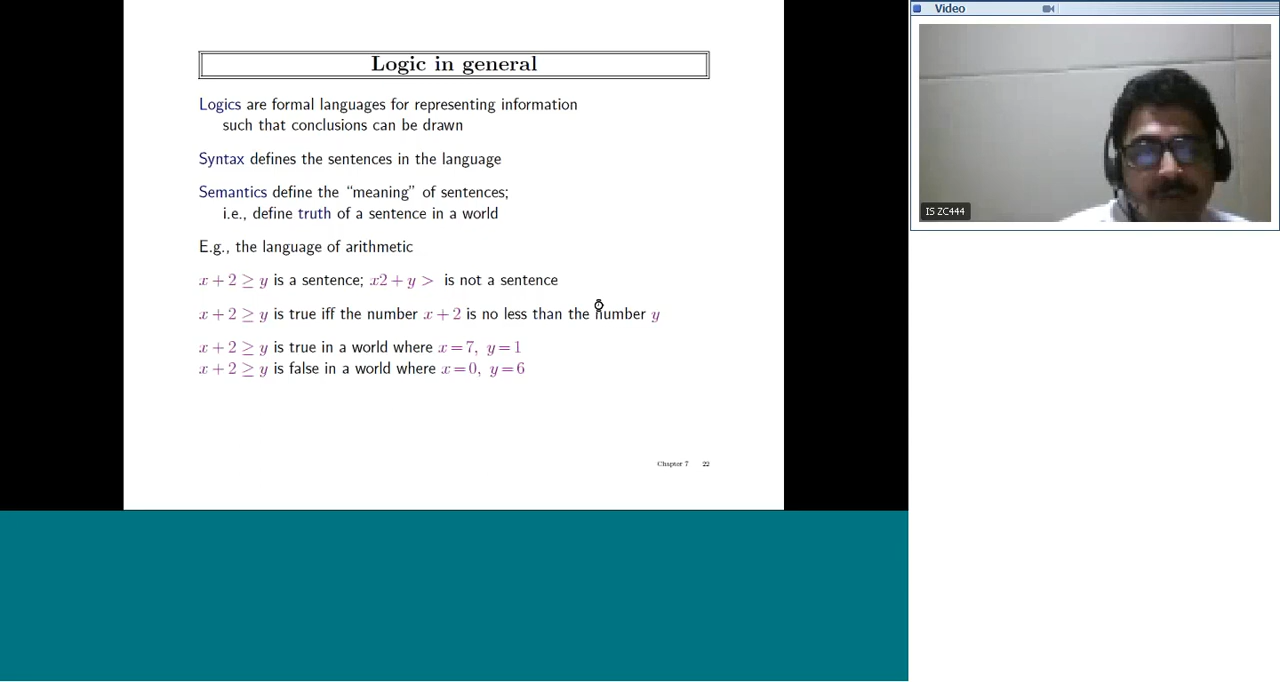 Logic in general
Logics are formal languages for representing information
such that conclusions can be drawn
Syntax defines the sentences in the language
Semantics define the “meaning” of sentences;
i.e., define truth of a sentence in a world
E.g., the language of arithmetic
x + 2 ≥ y is a sentence; x2 + y > is not a sentence
x + 2 ≥ y is true iff the number x + 2 is no less than the number y
x + 2 ≥ y is true in a world where x = 7, y = 1
x + 2 ≥ y is false in a world where x = 0, y = 6
Chapter 7 22
Video
IS ZC444